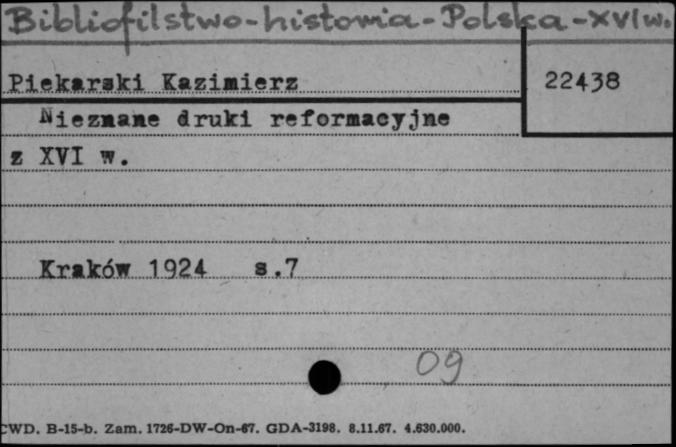 Bibliofilstwo-historia-Polska-XVI w.
Piekarski Kazimierz
22438
Nieznane druki reformacyjne
z XVI w.
Kraków 1924 s.7
09
CWD. B-15-b. Zam. 1726-DW-On-67. GDA-3198. 8.11.67. 4.630.000.